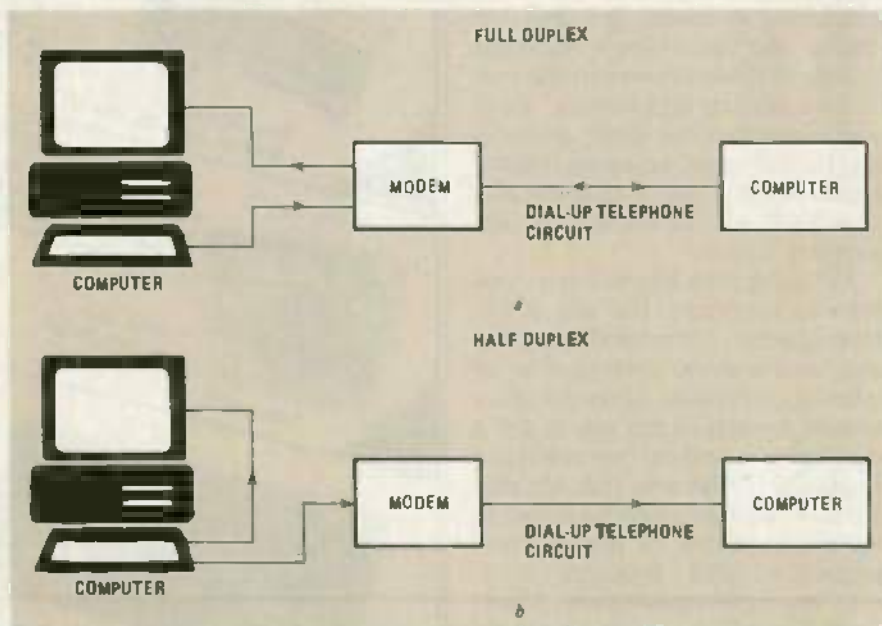 FULL DUPLEX
MODEM
COMPUTER
DIAL-UP TELEPHONE
CIRCUIT
COMPUTER
a
HALF DUPLEX
MODEM
COMPUTER
DIAL-UP TELEPHONE
CIRCUIT
COMPUTER
b